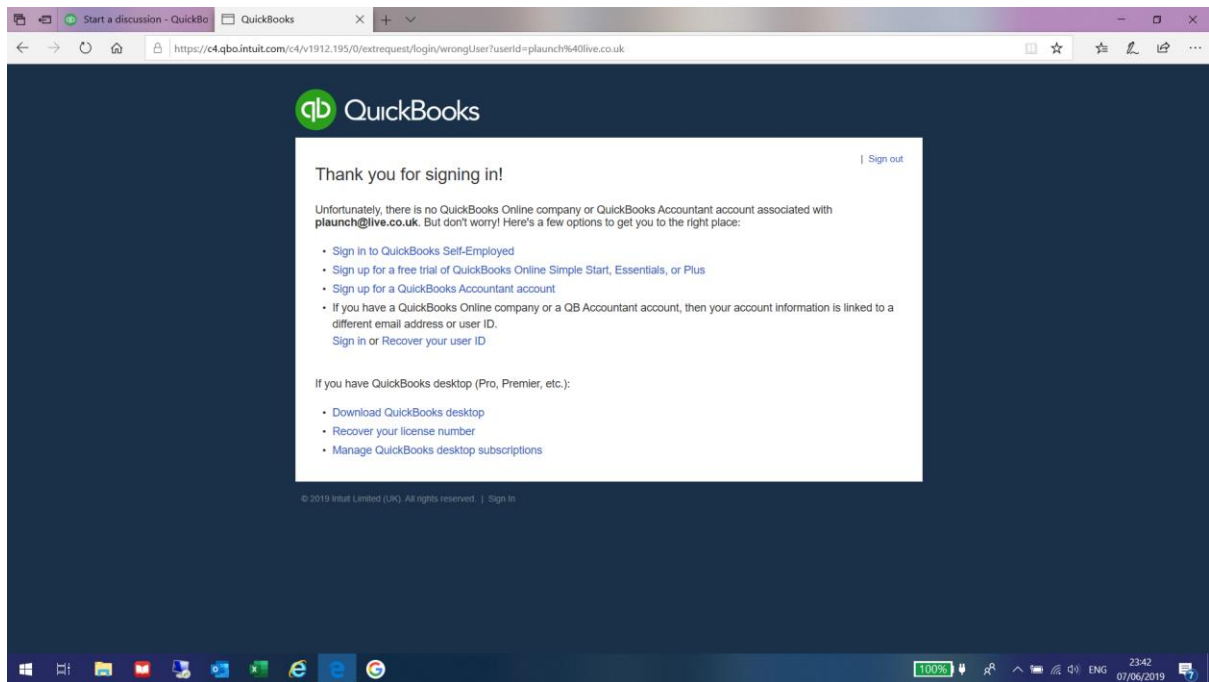 Start a discussion - QuickBo
QuickBooks
https://c4.qbo.intuit.com/c4/v1912.195/0/extrequest/login/wrongUser?userId=plaunch%40live.co.uk
qb QuickBooks
| Sign out
Thank you for signing in!
Unfortunately, there is no QuickBooks Online company or QuickBooks Accountant account associated with
plaunch@live.co.uk. But don't worry! Here's a few options to get you to the right place:
• Sign in to QuickBooks Self-Employed
• Sign up for a free trial of QuickBooks Online Simple Start, Essentials, or Plus
• Sign up for a QuickBooks Accountant account
• If you have a QuickBooks Online company or a QB Accountant account, then your account information is linked to a
different email address or user ID.
Sign in or Recover your user ID
If you have QuickBooks desktop (Pro, Premier, etc.):
• Download QuickBooks desktop
• Recover your license number
• Manage QuickBooks desktop subscriptions
© 2019 Intuit Limited (UK). All rights reserved. | Sign In
100%
ENG
23:42
07/06/2019